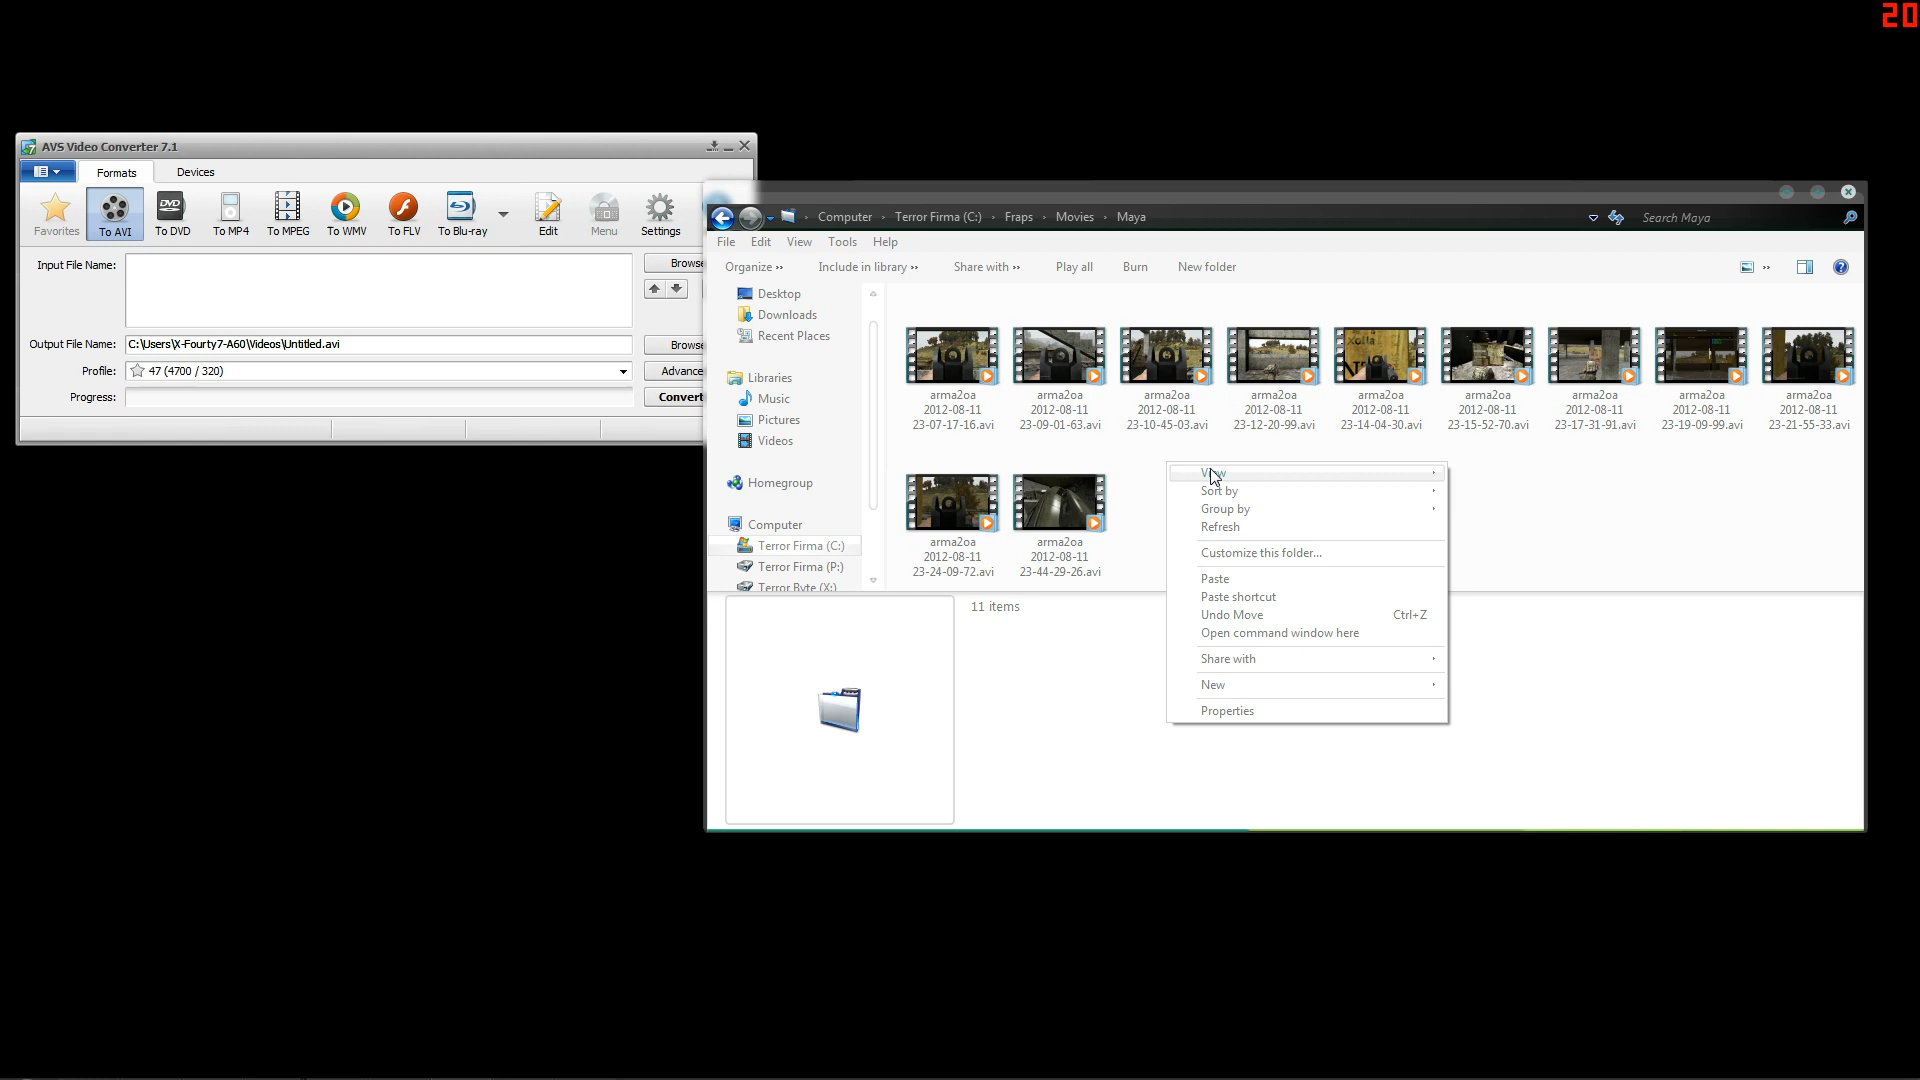 20
AVS Video Converter 7.1
Formats Devices
Favorites To AVI To DVD To MP4 To MPEG To WMV To FLV To Blu-ray Edit Menu Settings
Input File Name: Browse
Output File Name: C:\Users\X-Fourty7-A60\Videos\Untitled.avi Browse
Profile: 47 (4700 / 320) Advance
Progress: Convert
Computer Terror Firma (C:) Fraps Movies Maya Search Maya
File Edit View Tools Help
Organize Include in library Share with Play all Burn New folder
Desktop
Downloads
Recent Places
Libraries
Music
Pictures
Videos
Homegroup
Computer
Terror Firma (C:)
Terror Firma (P:)
Terror Byte (X:)
arma2oa arma2oa arma2oa arma2oa arma2oa arma2oa arma2oa arma2oa arma2oa
2012-08-11 2012-08-11 2012-08-11 2012-08-11 2012-08-11 2012-08-11 2012-08-11 2012-08-11 2012-08-11
23-07-17-16.avi 23-09-01-63.avi 23-10-45-03.avi 23-12-20-99.avi 23-14-04-30.avi 23-15-52-70.avi 23-17-31-91.avi 23-19-09-99.avi 23-21-55-33.avi
arma2oa arma2oa
2012-08-11 2012-08-11
23-24-09-72.avi 23-44-29-26.avi
View
Sort by
Group by
Refresh
Customize this folder...
Paste
Paste shortcut
Undo Move Ctrl+Z
Open command window here
Share with
New
Properties
11 items